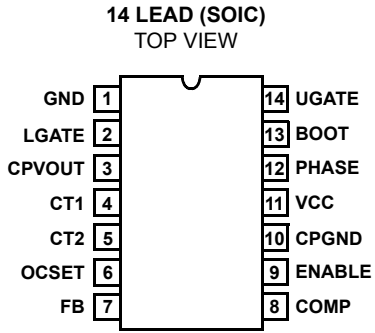 14 LEAD (SOIC)
TOP VIEW
GND 1 14 UGATE
LGATE 2 13 BOOT
CPVOUT 3 12 PHASE
CT1 4 11 VCC
CT2 5 10 CPGND
OCSET 6 9 ENABLE
FB 7 8 COMP